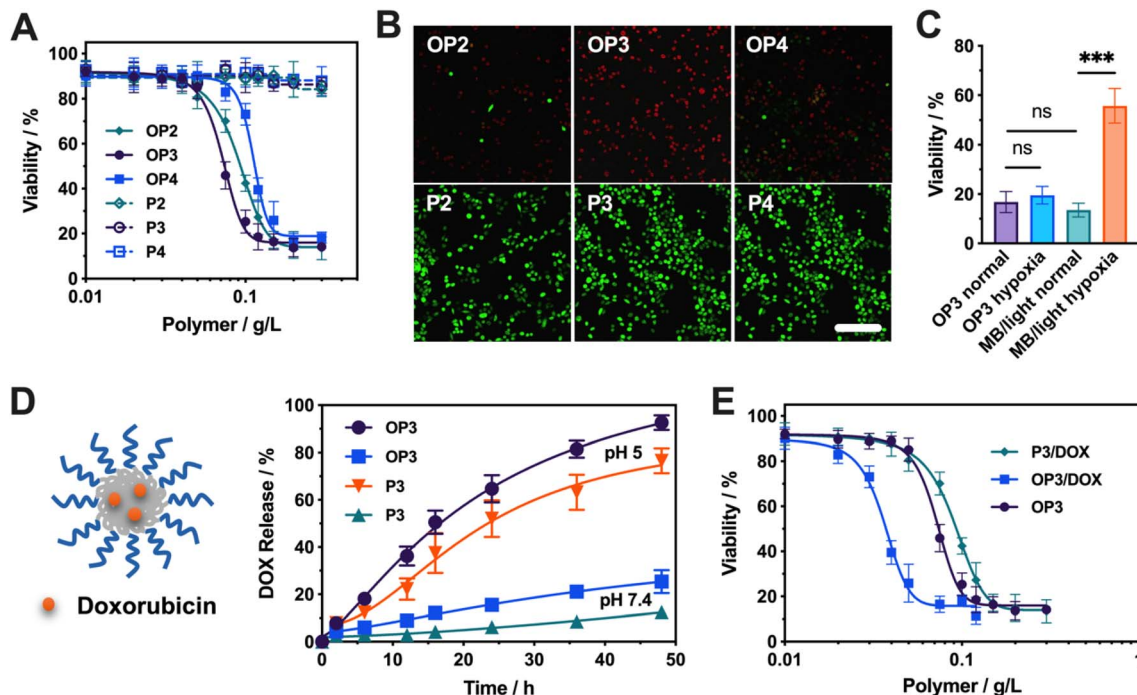 A
100
80
60
40
20
0
0.01
0.1
Viability / %
Polymer / g/L
OP2
OP3
OP4
P2
P3
P4
B
OP2
OP3
OP4
P2
P3
P4
C
80
60
40
20
0
Viability / %
ns
ns
***
OP3 normal
OP3 hypoxia
MB/light normal
MB/light hypoxia
D
Doxorubicin
100
80
60
40
20
0
0
10
20
30
40
50
DOX Release / %
Time / h
OP3
OP3
P3
P3
pH 5
pH 7.4
E
100
80
60
40
20
0
0.01
0.1
1
Viability / %
Polymer / g/L
P3/DOX
OP3/DOX
OP3